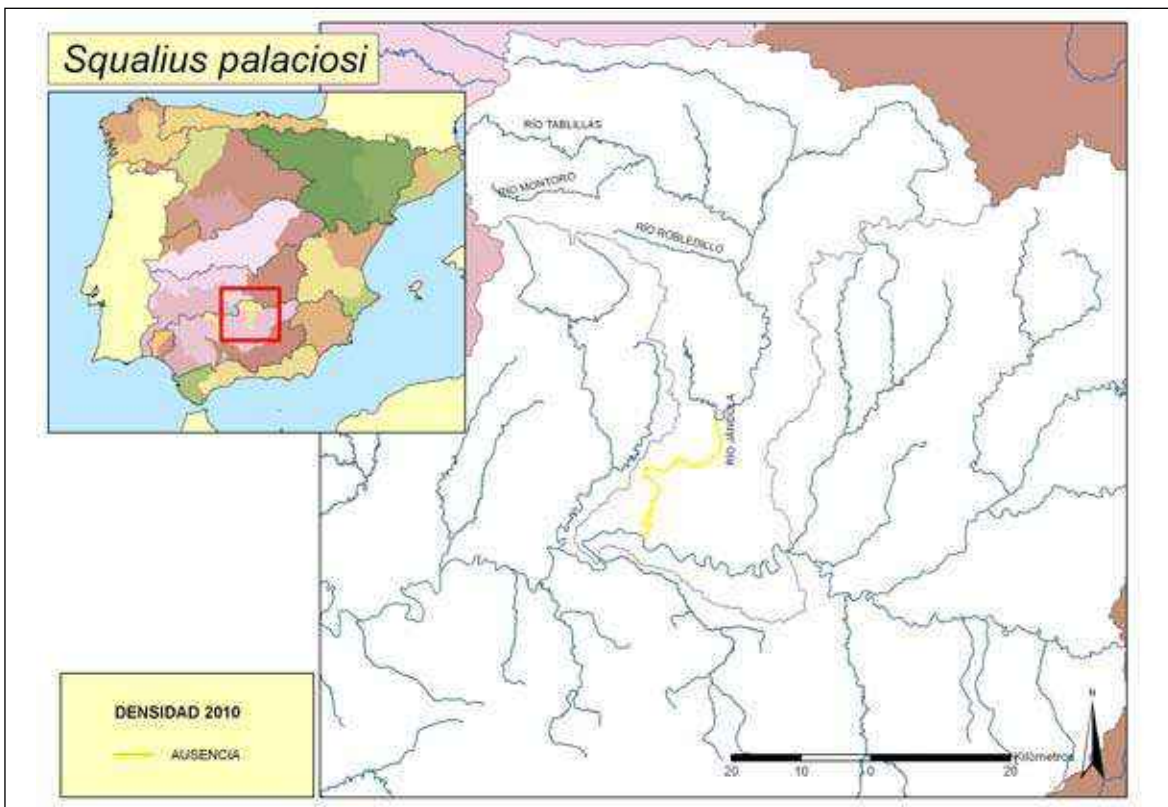 Squalius palaciosi
RÍO TABLILLAS
RÍO MONTORO
RÍO ROBLEDILLO
RÍO JÁNDULA
DENSIDAD 2010
AUSENCIA
N
Kilómetros
20 10 0 20